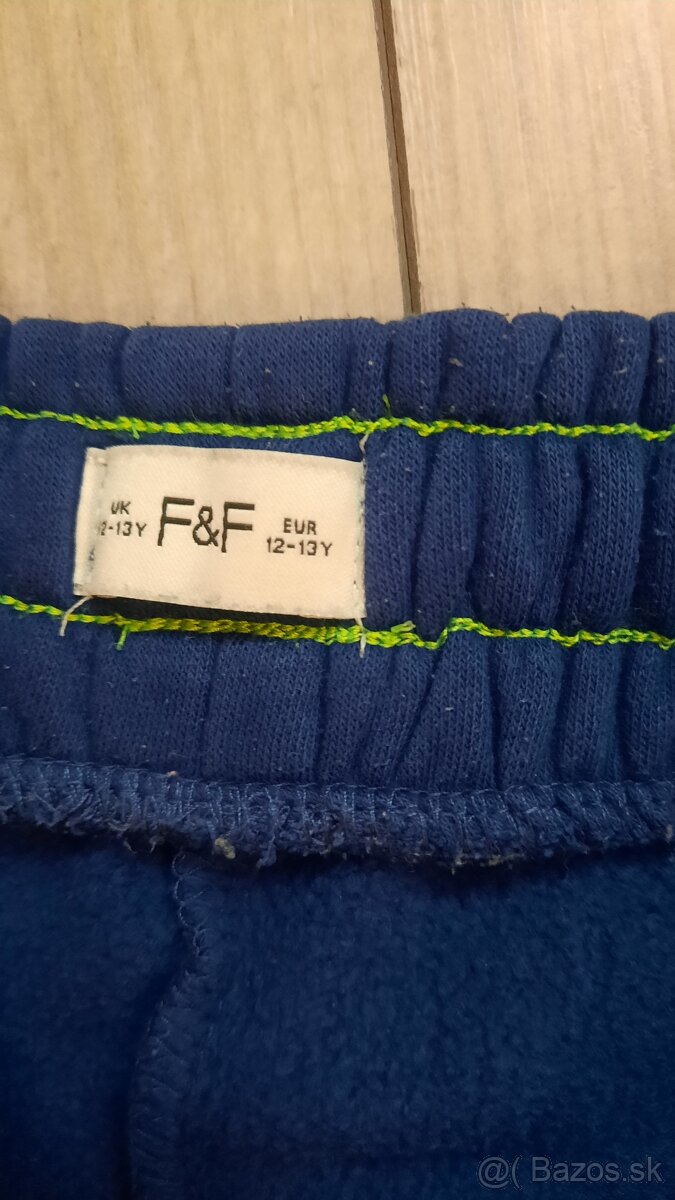 UK
12-13Y
F&F
EUR
12-13Y
@( Bazos.sk